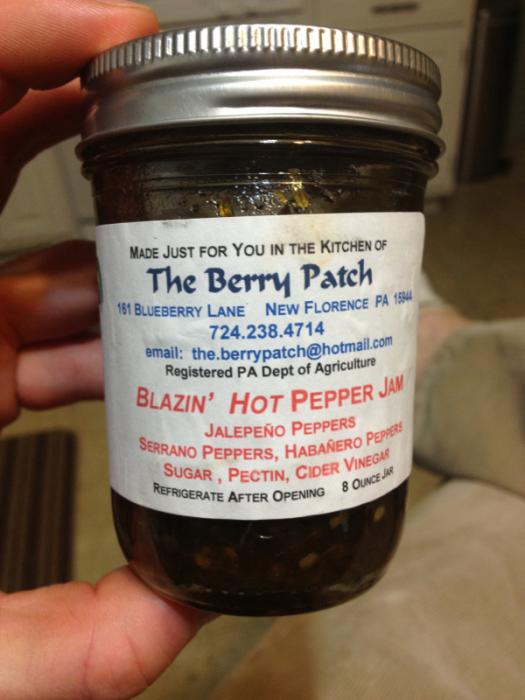 Made Just for You in the Kitchen of
The Berry Patch
161 Blueberry Lane New Florence PA 15944
724.238.4714
email: the.berrypatch@hotmail.com
Registered PA Dept of Agriculture
Blazin' Hot Pepper Jam
Jalepeño Peppers
Serrano Peppers, Habañero Peppers
Sugar , Pectin, Cider Vinegar
Refrigerate After Opening 8 Ounce Jar